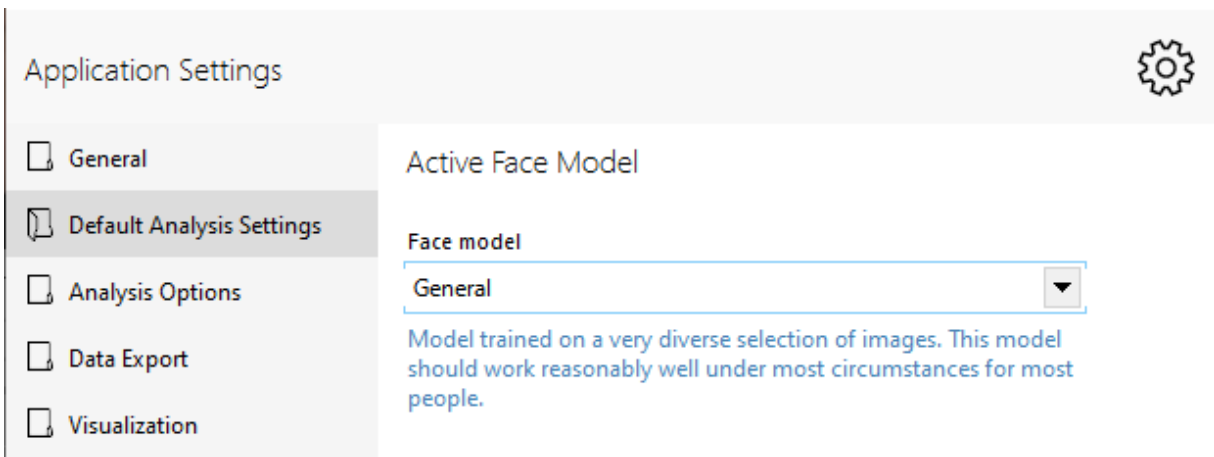 Application Settings
General
Default Analysis Settings
Analysis Options
Data Export
Visualization
Active Face Model
Face model
General
Model trained on a very diverse selection of images. This model
should work reasonably well under most circumstances for most
people.